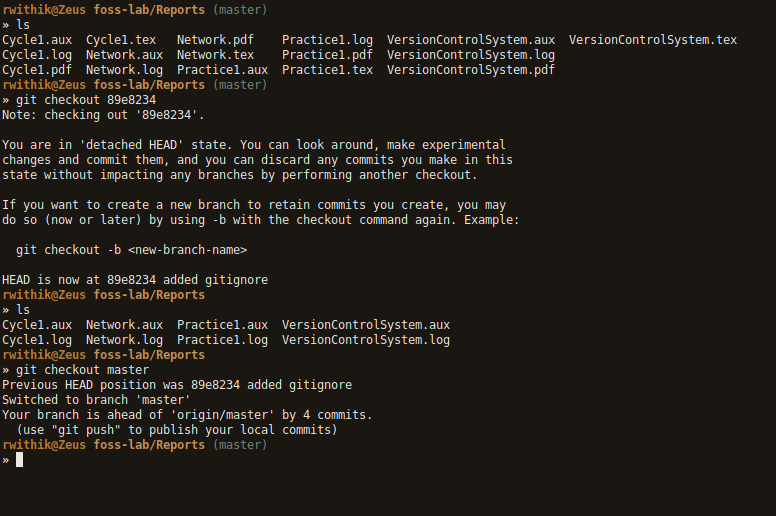 rwithik@Zeus foss-lab/Reports (master)
» ls
Cycle1.aux  Cycle1.tex   Network.pdf    Practice1.log  VersionControlSystem.aux  VersionControlSystem.tex
Cycle1.log  Network.aux  Network.tex    Practice1.pdf  VersionControlSystem.log
Cycle1.pdf  Network.log  Practice1.aux  Practice1.tex  VersionControlSystem.pdf
rwithik@Zeus foss-lab/Reports (master)
» git checkout 89e8234
Note: checking out '89e8234'.

You are in 'detached HEAD' state. You can look around, make experimental
changes and commit them, and you can discard any commits you make in this
state without impacting any branches by performing another checkout.

If you want to create a new branch to retain commits you create, you may
do so (now or later) by using -b with the checkout command again. Example:

  git checkout -b <new-branch-name>

HEAD is now at 89e8234 added gitignore
rwithik@Zeus foss-lab/Reports
» ls
Cycle1.aux  Network.aux  Practice1.aux  VersionControlSystem.aux
Cycle1.log  Network.log  Practice1.log  VersionControlSystem.log
rwithik@Zeus foss-lab/Reports
» git checkout master
Previous HEAD position was 89e8234 added gitignore
Switched to branch 'master'
Your branch is ahead of 'origin/master' by 4 commits.
  (use "git push" to publish your local commits)
rwithik@Zeus foss-lab/Reports (master)
»